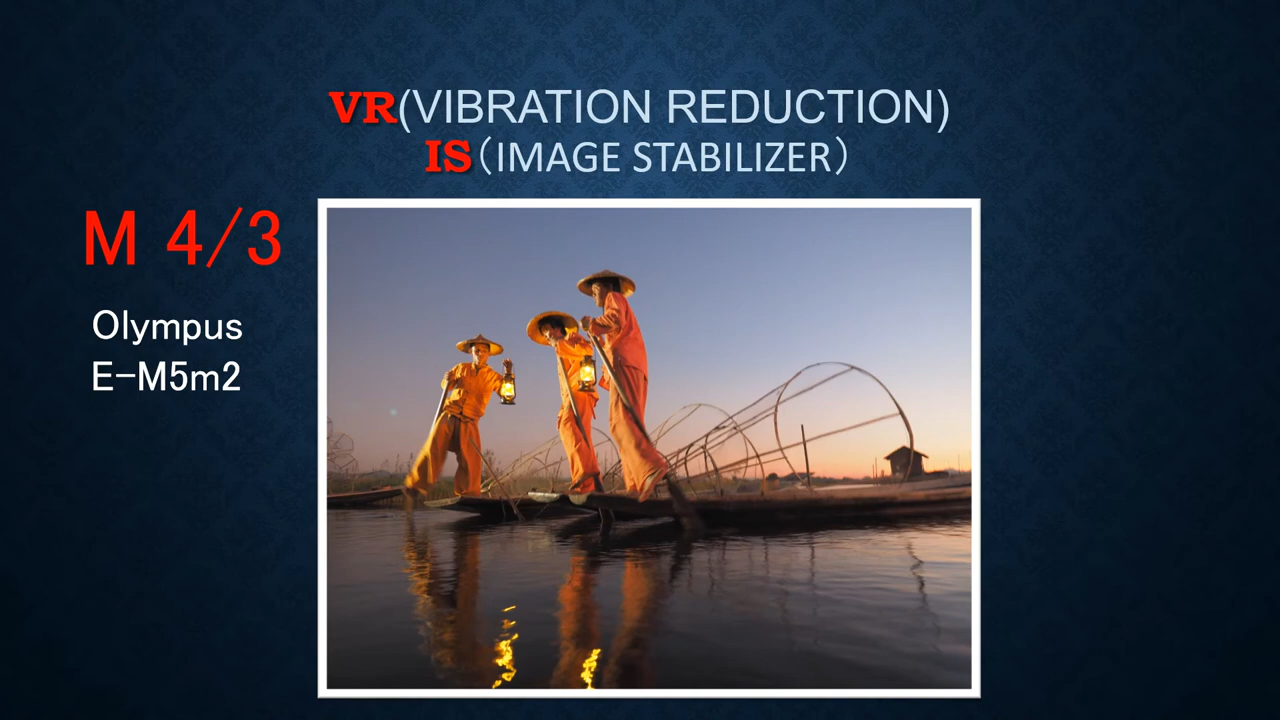 VR(VIBRATION REDUCTION)
IS（IMAGE STABILIZER）
M 4/3
Olympus
E-M5m2